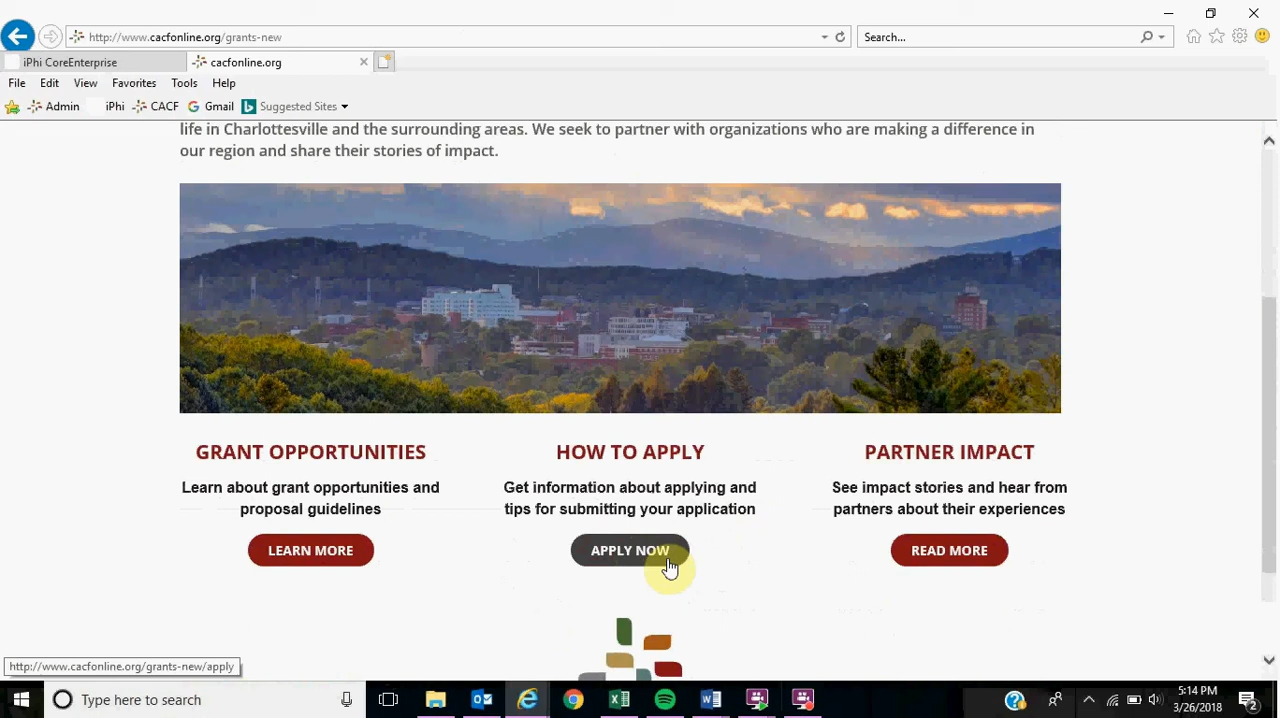 http://www.cacfonline.org/grants-new
Search...
iPhi CoreEnterprise
cacfonline.org
File Edit View Favorites Tools Help
Admin iPhi CACF Gmail Suggested Sites
life in Charlottesville and the surrounding areas. We seek to partner with organizations who are making a difference in
our region and share their stories of impact.
GRANT OPPORTUNITIES
Learn about grant opportunities and
proposal guidelines
LEARN MORE
HOW TO APPLY
Get information about applying and
tips for submitting your application
APPLY NOW
PARTNER IMPACT
See impact stories and hear from
partners about their experiences
READ MORE
http://www.cacfonline.org/grants-new/apply
Type here to search
5:14 PM
3/26/2018
2